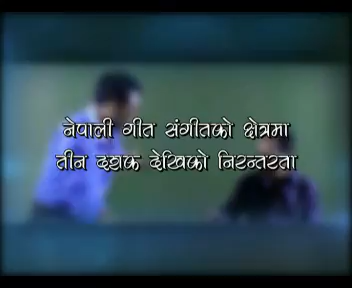 नेपाली गीत संगीतको क्षेत्रमा
तीन दशक देखिको निरन्तरता